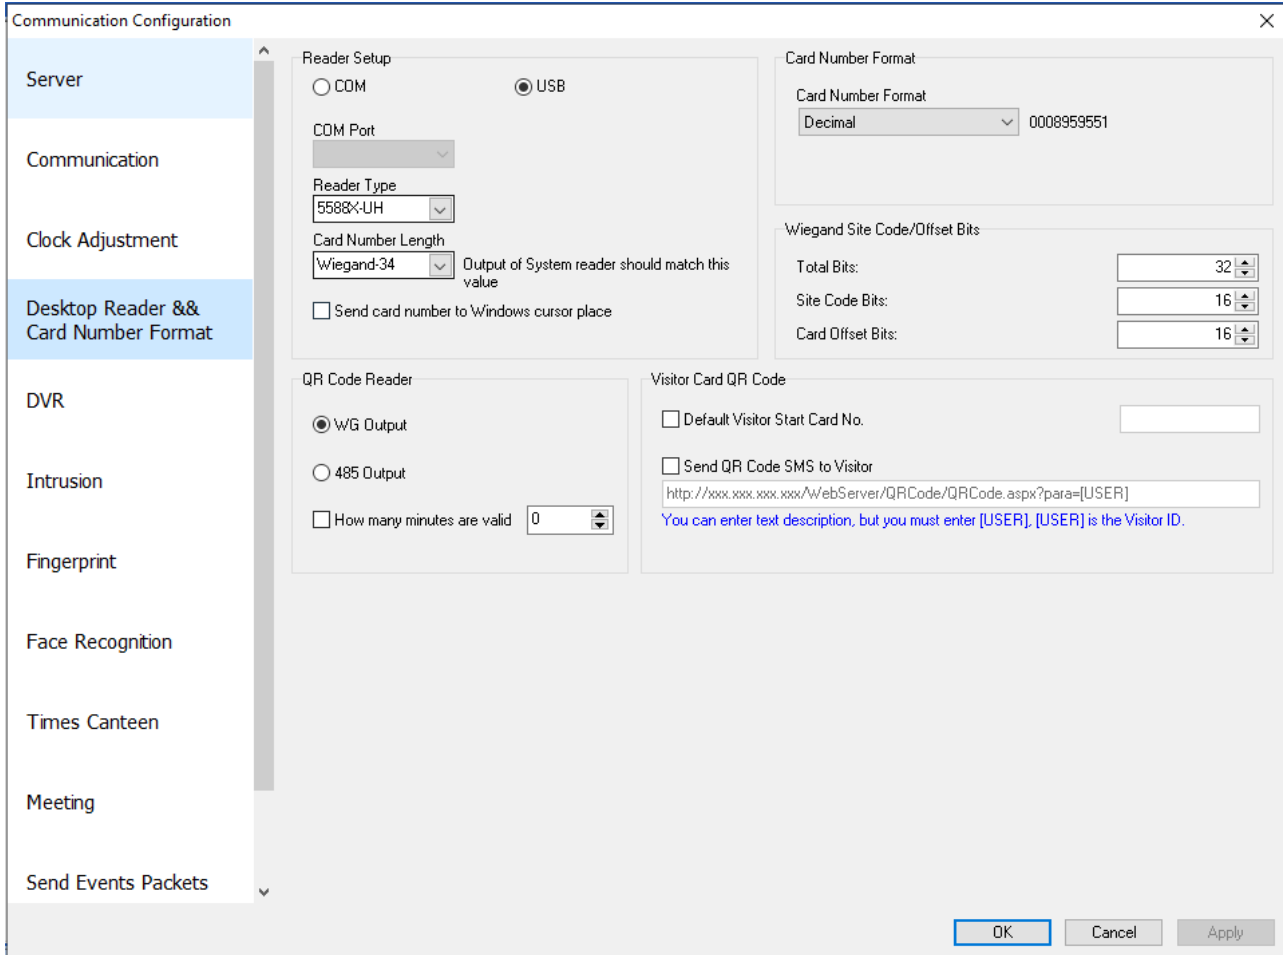 Communication Configuration
Server
Communication
Clock Adjustment
Desktop Reader &&
Card Number Format
DVR
Intrusion
Fingerprint
Face Recognition
Times Canteen
Meeting
Send Events Packets
Reader Setup
COM
USB
COM Port
Reader Type
5588X-UH
Card Number Length
Wiegand-34
Output of System reader should match this
value
Send card number to Windows cursor place
Card Number Format
Card Number Format
Decimal
0008959551
Wiegand Site Code/Offset Bits
Total Bits:
32
Site Code Bits:
16
Card Offset Bits:
16
QR Code Reader
WG Output
485 Output
How many minutes are valid
0
Visitor Card QR Code
Default Visitor Start Card No.
Send QR Code SMS to Visitor
http://xxx.xxx.xxx.xxx/WebServer/QRCode/QRCode.aspx?para=[USER]
You can enter text description, but you must enter [USER], [USER] is the Visitor ID.
OK
Cancel
Apply